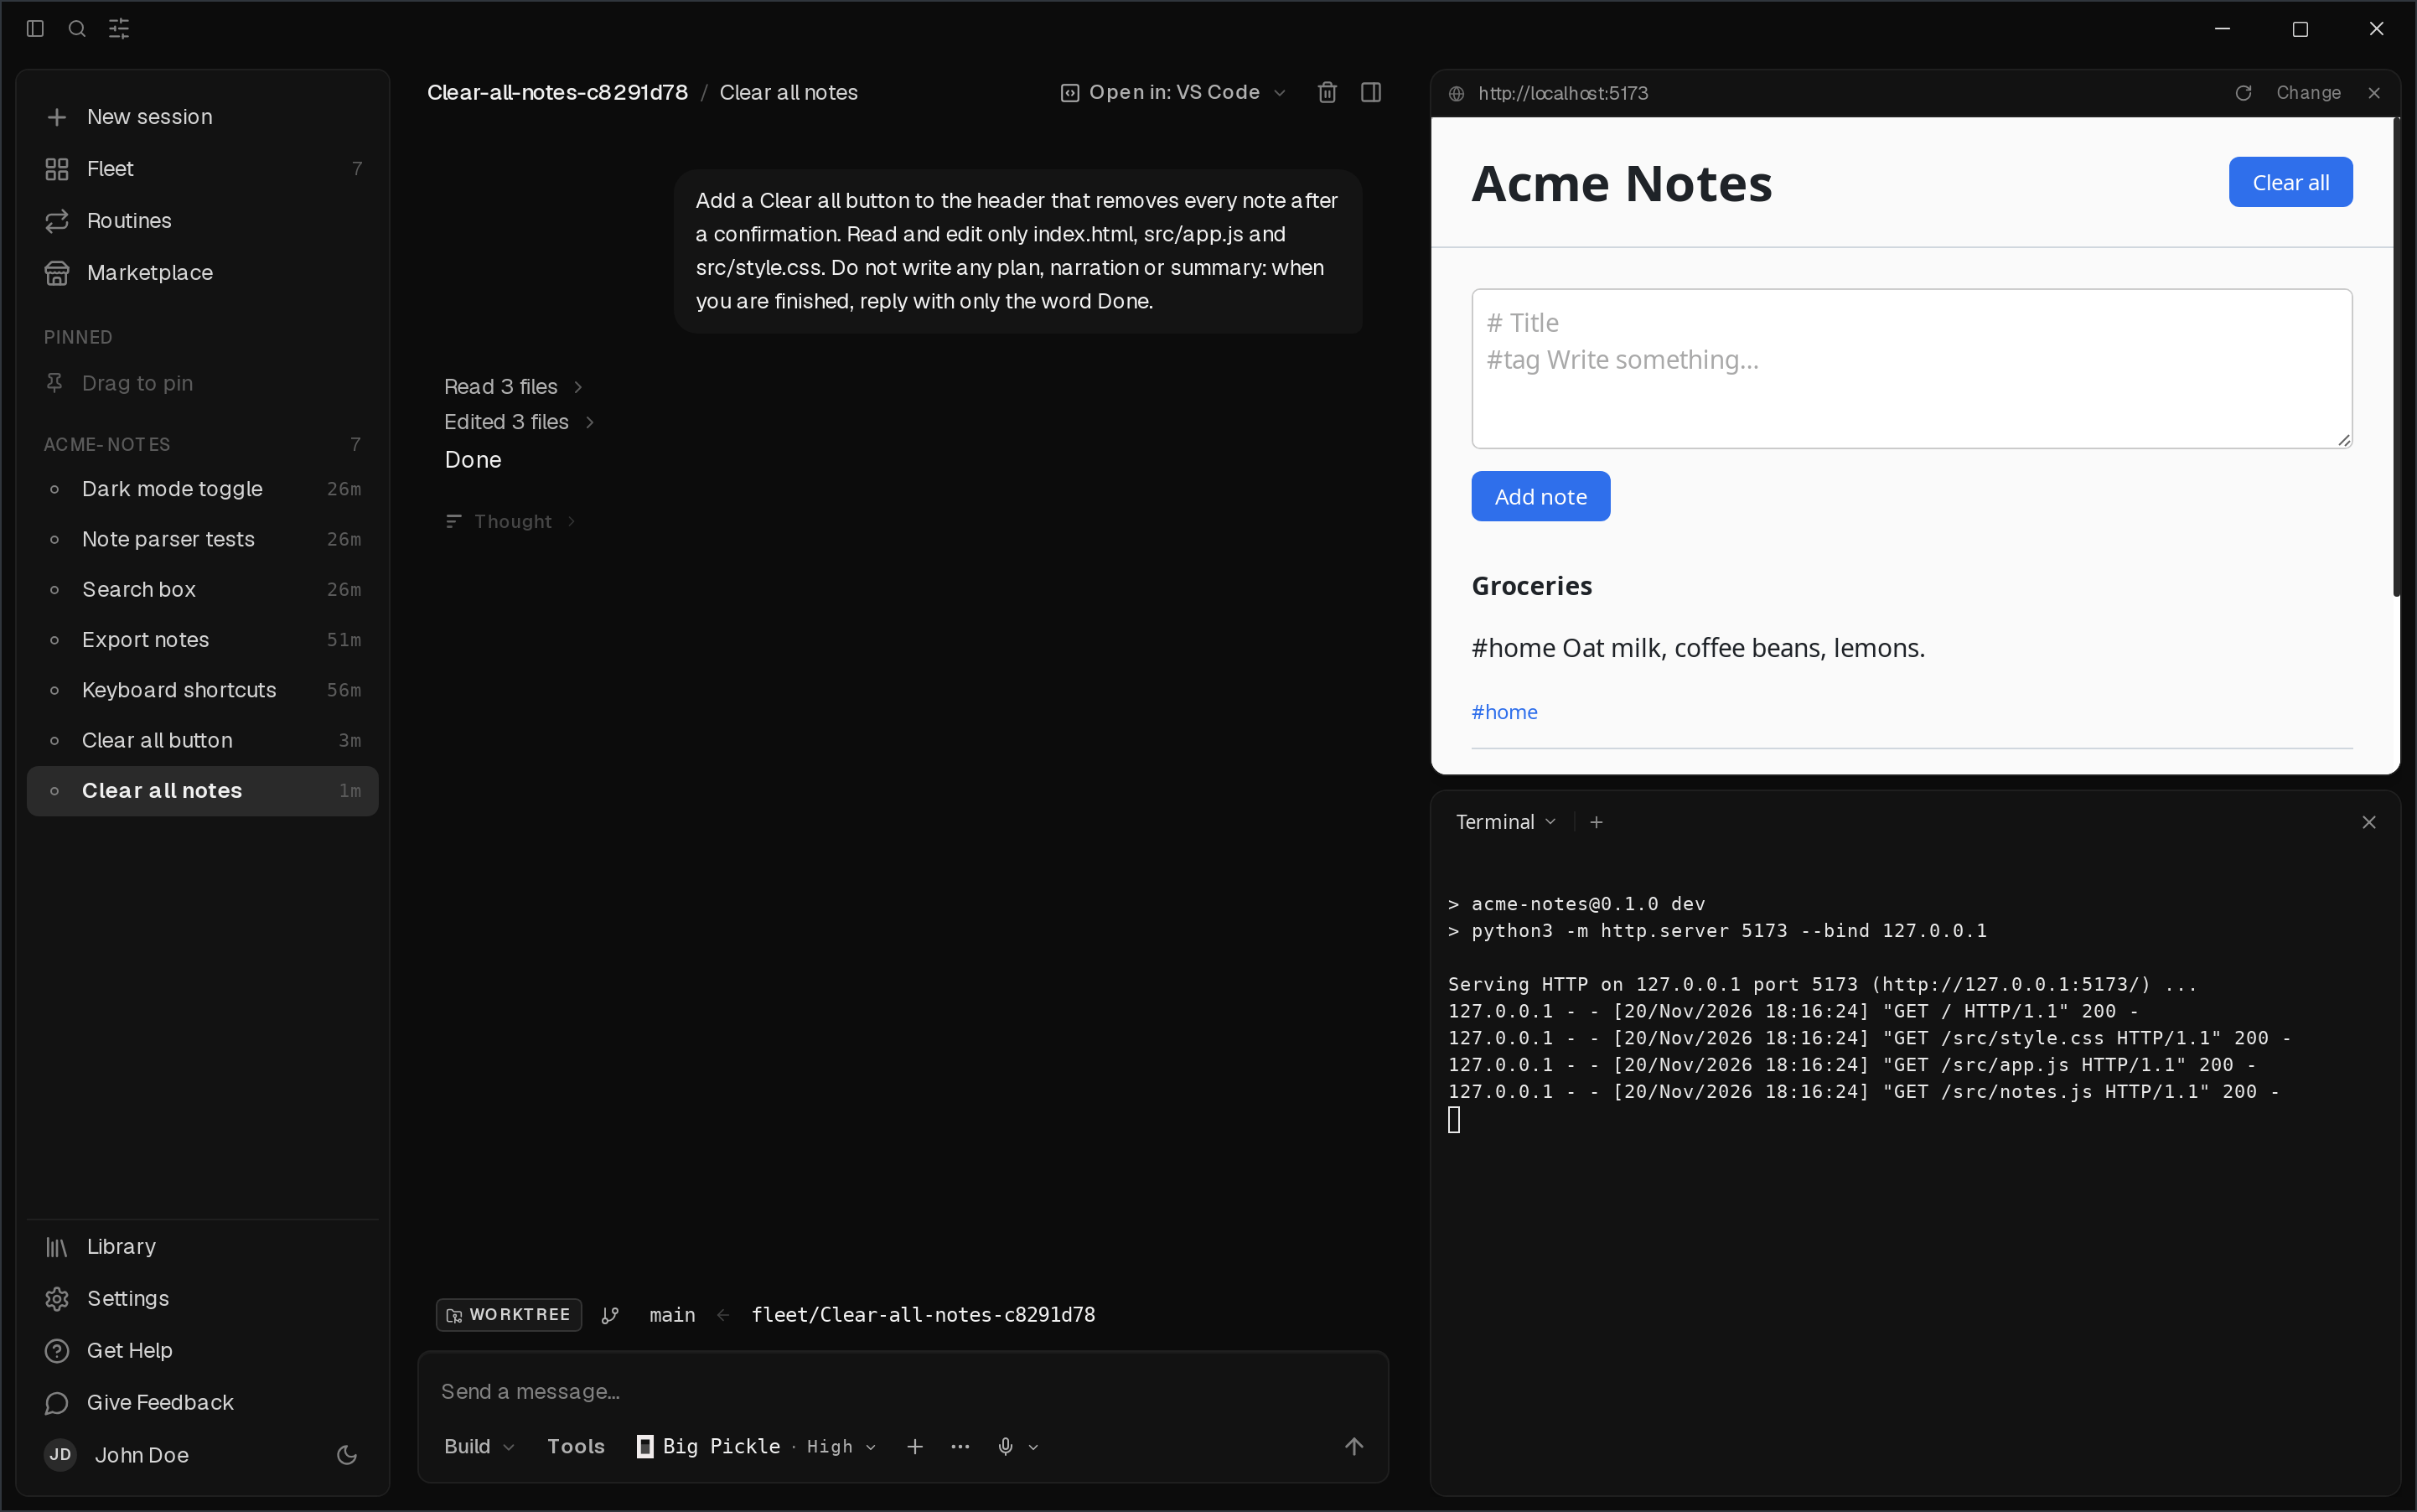 New session
Fleet 7
Routines
Marketplace
PINNED
Drag to pin
ACME-NOTES 7
Dark mode toggle 26m
Note parser tests 26m
Search box 26m
Export notes 51m
Keyboard shortcuts 56m
Clear all button 3m
Clear all notes 1m
Library
Settings
Get Help
Give Feedback
JD John Doe
Clear-all-notes-c8291d78 / Clear all notes
Open in: VS Code
Add a Clear all button to the header that removes every note after
a confirmation. Read and edit only index.html, src/app.js and
src/style.css. Do not write any plan, narration or summary: when
you are finished, reply with only the word Done.
Read 3 files
Edited 3 files
Done
Thought
WORKTREE main ← fleet/Clear-all-notes-c8291d78
Send a message...
Build Tools Big Pickle · High
http://localhost:5173 Change
Acme Notes Clear all
# Title
#tag Write something...
Add note
Groceries
#home Oat milk, coffee beans, lemons.
#home
Terminal
> acme-notes@0.1.0 dev
> python3 -m http.server 5173 --bind 127.0.0.1
Serving HTTP on 127.0.0.1 port 5173 (http://127.0.0.1:5173/) ...
127.0.0.1 - - [20/Nov/2026 18:16:24] "GET / HTTP/1.1" 200 -
127.0.0.1 - - [20/Nov/2026 18:16:24] "GET /src/style.css HTTP/1.1" 200 -
127.0.0.1 - - [20/Nov/2026 18:16:24] "GET /src/app.js HTTP/1.1" 200 -
127.0.0.1 - - [20/Nov/2026 18:16:24] "GET /src/notes.js HTTP/1.1" 200 -